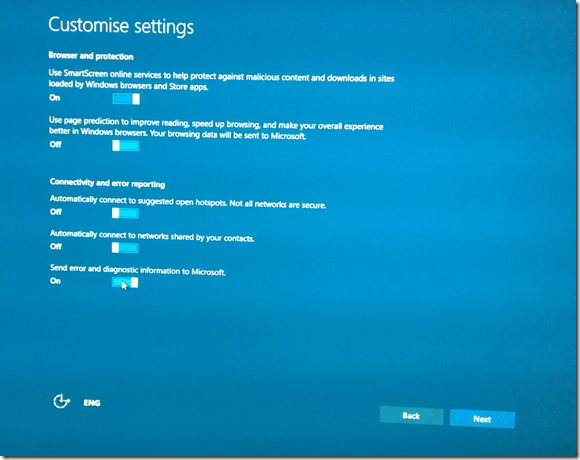 Customise settings
Browser and protection
Use SmartScreen online services to help protect against malicious content and downloads in sites
loaded by Windows browsers and Store apps.
On
Use page prediction to improve reading, speed up browsing, and make your overall experience
better in Windows browsers. Your browsing data will be sent to Microsoft.
Off
Connectivity and error reporting
Automatically connect to suggested open hotspots. Not all networks are secure.
Off
Automatically connect to networks shared by your contacts.
Off
Send error and diagnostic information to Microsoft.
On
ENG
Back
Next